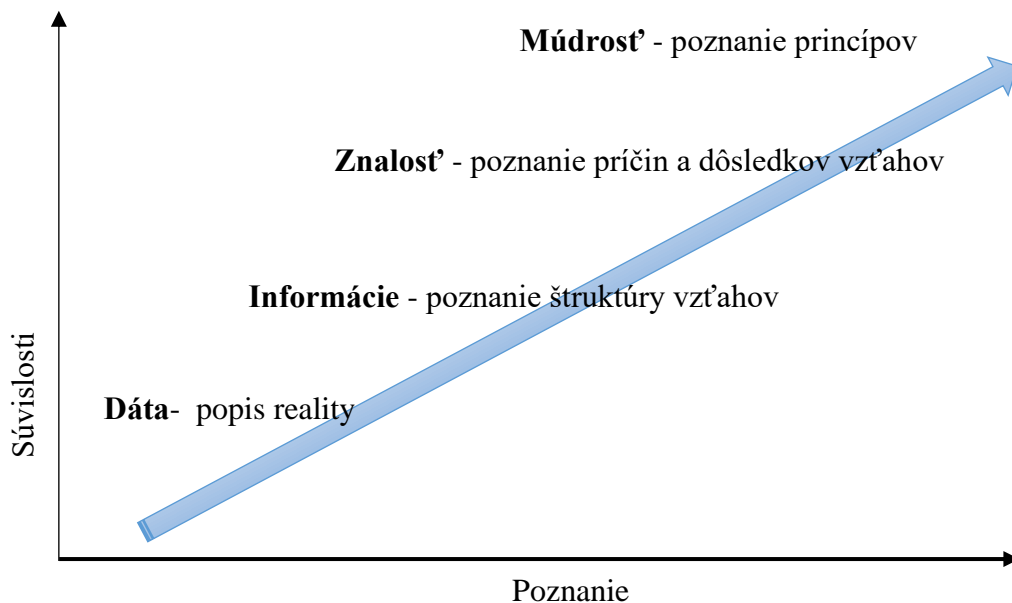 Múdrosť - poznanie princípov
Znalosť - poznanie príčin a dôsledkov vzťahov
Informácie - poznanie štruktúry vzťahov
Dáta-  popis reality
Súvislosti
Poznanie